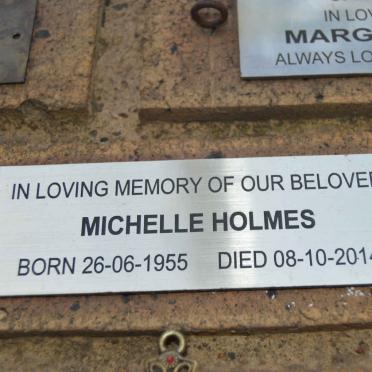 IN LOV
MARG
ALWAYS LO
IN LOVING MEMORY OF OUR BELOVE
MICHELLE HOLMES
BORN 26-06-1955 DIED 08-10-2014